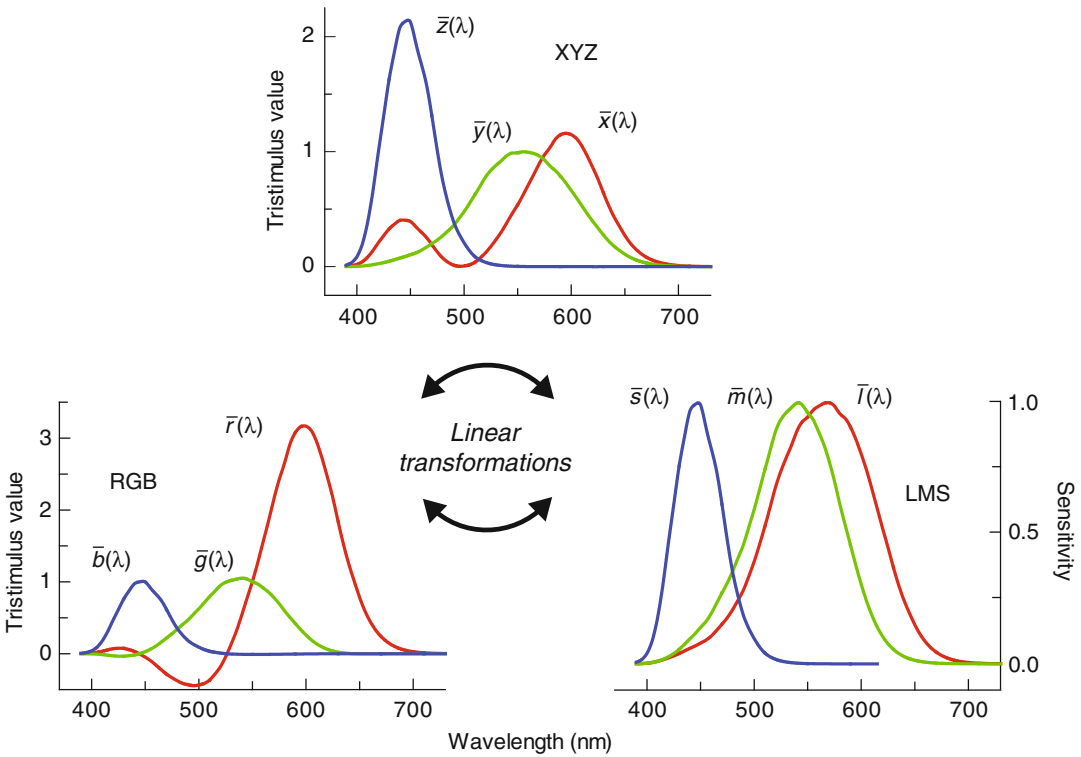 2
1
0
Tristimulus value
z̄(λ)
XYZ
ȳ(λ)
x̄(λ)
400 500 600 700
Linear
transformations
3
2
1
0
Tristimulus value
RGB
r̄(λ)
b̄(λ)
ḡ(λ)
400 500 600 700
s̄(λ)
m̄(λ)
l̄(λ)
LMS
1.0
0.5
0.0
Sensitivity
400 500 600 700
Wavelength (nm)